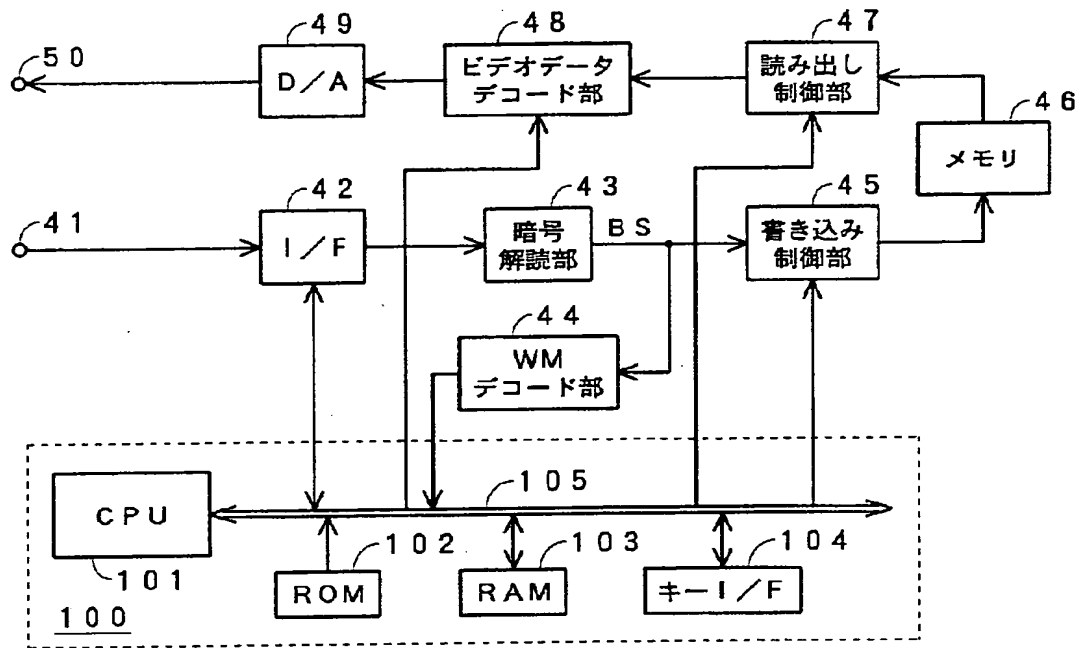 49
48
47
50
D/A
ビデオデータ
デコード部
読み出し
制御部
46
メモリ
41
42
43
45
I/F
暗号
解読部
BS
書き込み
制御部
44
WM
デコード部
105
CPU
101
102
103
104
ROM
RAM
キーI/F
100